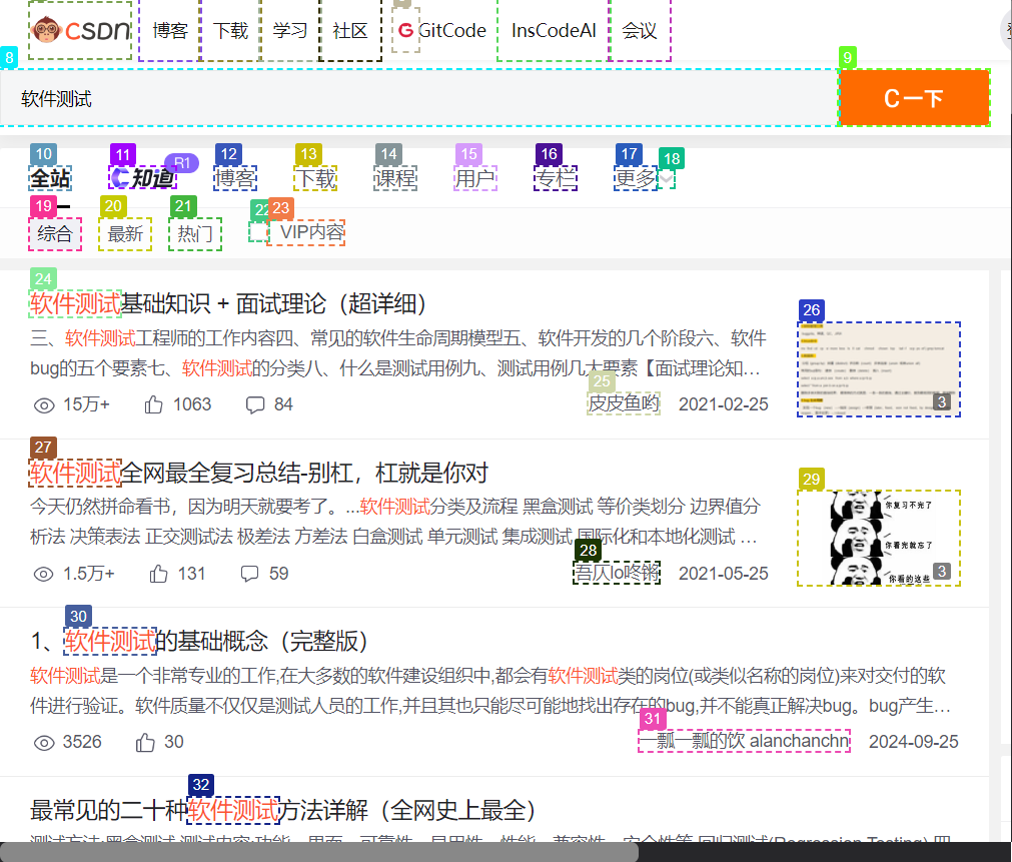 CSDN 博客 下载 学习 社区 GitCode InsCodeAI 会议
8 9
软件测试 C一下
10 11 R1 12 13 14 15 16 17 18
全站 C知道 博客 下载 课程 用户 专栏 更多
19 20 21 22 23
综合 最新 热门 VIP内容
24
软件测试基础知识 + 面试理论（超详细）
26
三、软件测试工程师的工作内容四、常见的软件生命周期模型五、软件开发的几个阶段六、软件
bug的五个要素七、软件测试的分类八、什么是测试用例九、测试用例几大要素【面试理论知...
25
15万+ 1063 84 皮皮鱼哟 2021-02-25 3
27
软件测试全网最全复习总结-别杠，杠就是你对
29
今天仍然拼命看书，因为明天就要考了。...软件测试分类及流程 黑盒测试 等价类划分 边界值分
析法 决策表法 正交测试法 极差法 方差法 白盒测试 单元测试 集成测试 国际化和本地化测试 ...
你复习不完了
你看完就忘了
你看的这些
28
1.5万+ 131 59 吾仄lo咚锵 2021-05-25 3
30
1、软件测试的基础概念（完整版）
软件测试是一个非常专业的工作,在大多数的软件建设组织中,都会有软件测试类的岗位(或类似名称的岗位)来对交付的软
件进行验证。软件质量不仅仅是测试人员的工作,并且其也只能尽可能地找出存在的bug,并不能真正解决bug。bug产生...
31
3526 30 一瓢一瓢的饮 alanchanchn 2024-09-25
32
最常见的二十种软件测试方法详解（全网史上最全）